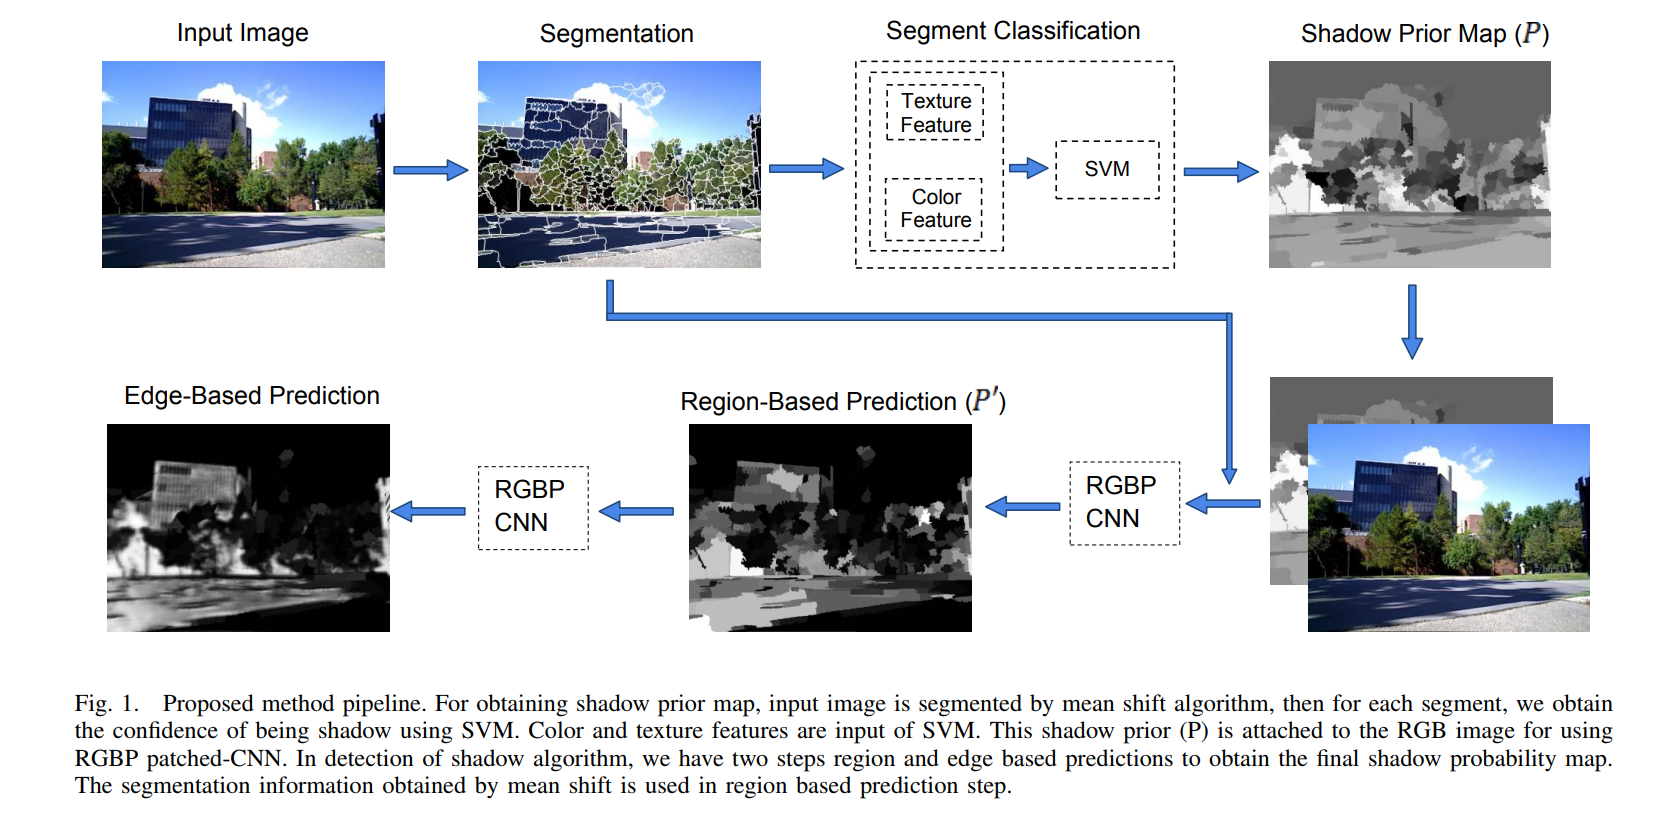 Input Image
Segmentation
Segment Classification
Shadow Prior Map (P)
Texture
Feature
Color
Feature
SVM
Edge-Based Prediction
Region-Based Prediction (P′)
RGBP
CNN
RGBP
CNN
Fig. 1. Proposed method pipeline. For obtaining shadow prior map, input image is segmented by mean shift algorithm, then for each segment, we obtain
the confidence of being shadow using SVM. Color and texture features are input of SVM. This shadow prior (P) is attached to the RGB image for using
RGBP patched-CNN. In detection of shadow algorithm, we have two steps region and edge based predictions to obtain the final shadow probability map.
The segmentation information obtained by mean shift is used in region based prediction step.